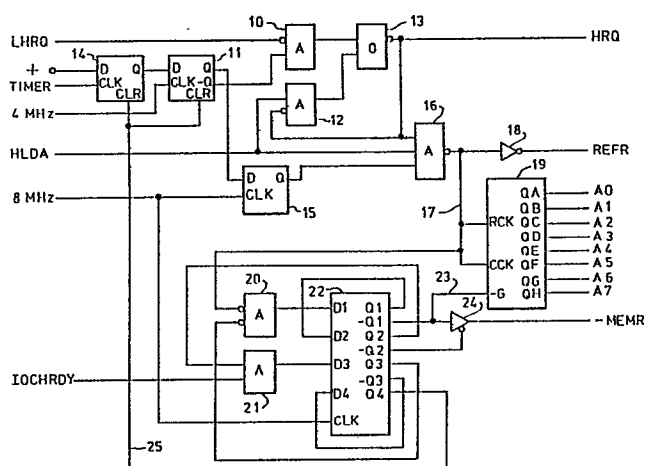 10
13
LHRQ
HRQ
A
O
14
11
+
D Q
D Q
TIMER
CLK
CLK-Q
CLR
CLR
4 MHz
A
12
16
18
HLDA
A
REFR
D Q
19
8 MHz
CLK
15
17
QA A0
QB A1
RCK QC A2
QD A3
QE A4
CCK QF A5
QG A6
-G QH A7
20
22
23
24
A
D1 Q1
-Q1
-MEMR
D2 Q2
-Q2
IOCHRDY
A
D3 Q3
21
-Q3
D4 Q4
CLK
25